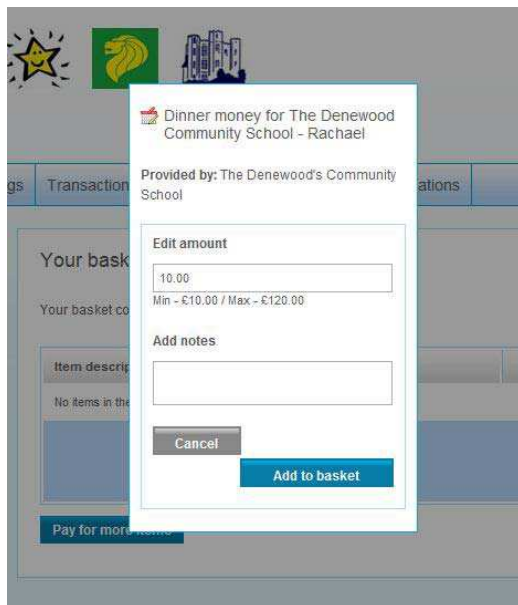 Dinner money for The Denewood
Community School - Rachael
Provided by: The Denewood's Community
School
gs Transaction ations
Your bask
Edit amount
10.00
Min - £10.00 / Max - £120.00
Your basket co
Add notes
Item descrip
No items in the
Cancel
Add to basket
Pay for more items